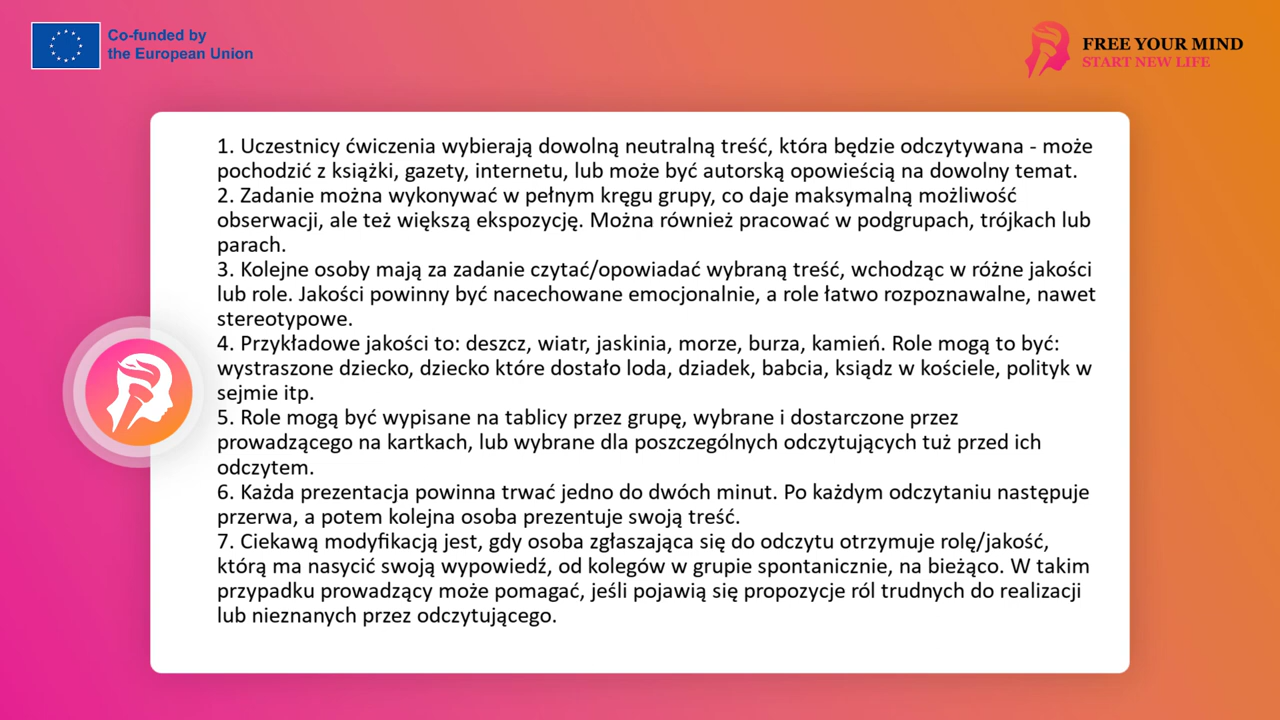 Co-funded by
the European Union
FREE YOUR MIND
START NEW LIFE
1. Uczestnicy ćwiczenia wybierają dowolną neutralną treść, która będzie odczytywana - może
pochodzić z książki, gazety, internetu, lub może być autorską opowieścią na dowolny temat.
2. Zadanie można wykonywać w pełnym kręgu grupy, co daje maksymalną możliwość
obserwacji, ale też większą ekspozycję. Można również pracować w podgrupach, trójkach lub
parach.
3. Kolejne osoby mają za zadanie czytać/opowiadać wybraną treść, wchodząc w różne jakości
lub role. Jakości powinny być nacechowane emocjonalnie, a role łatwo rozpoznawalne, nawet
stereotypowe.
4. Przykładowe jakości to: deszcz, wiatr, jaskinia, morze, burza, kamień. Role mogą to być:
wystraszone dziecko, dziecko które dostało loda, dziadek, babcia, ksiądz w kościele, polityk w
sejmie itp.
5. Role mogą być wypisane na tablicy przez grupę, wybrane i dostarczone przez
prowadzącego na kartkach, lub wybrane dla poszczególnych odczytujących tuż przed ich
odczytem.
6. Każda prezentacja powinna trwać jedno do dwóch minut. Po każdym odczytaniu następuje
przerwa, a potem kolejna osoba prezentuje swoją treść.
7. Ciekawą modyfikacją jest, gdy osoba zgłaszająca się do odczytu otrzymuje rolę/jakość,
którą ma nasycić swoją wypowiedź, od kolegów w grupie spontanicznie, na bieżąco. W takim
przypadku prowadzący może pomagać, jeśli pojawią się propozycje ról trudnych do realizacji
lub nieznanych przez odczytującego.